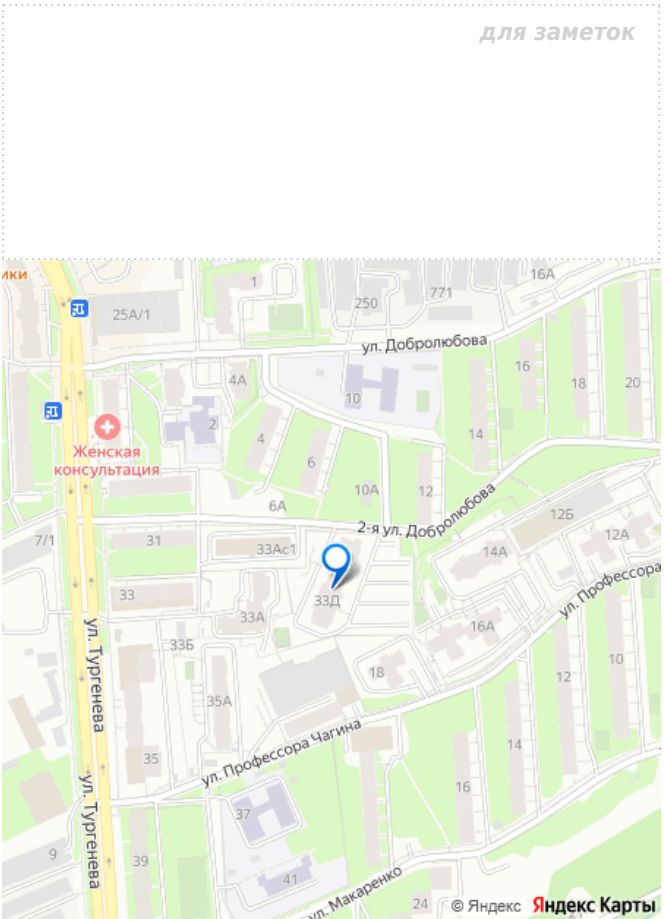 для заметок
ики
1
16А
771
250
25А/1
ул. Добролюбова
16
4А
18
20
10
2
14
4
Женская
консультация
6
10А
12
6А
2-я ул. Добролюбова
12Б
7/1
31
33Ас1
12А
14А
33
33Д
ул. Профессора
33А
16А
ул. Тургенева
33Б
10
18
12
35А
ул. Профессора Чагина
14
35
ул. Тургенева
16
37
9
39
41
ул. Макаренко
24
© Яндекс Яндекс Карты